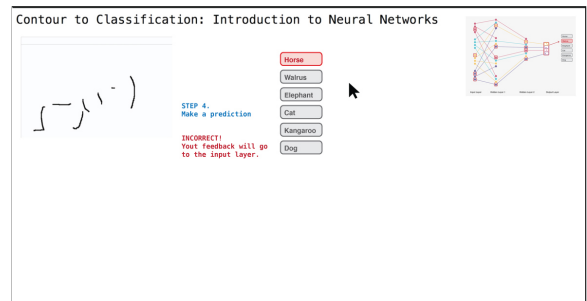 Contour to Classification: Introduction to Neural Networks
STEP 4.
Make a prediction
INCORRECT!
Yout feedback will go
to the input layer.
Horse
Walrus
Elephant
Cat
Kangaroo
Dog